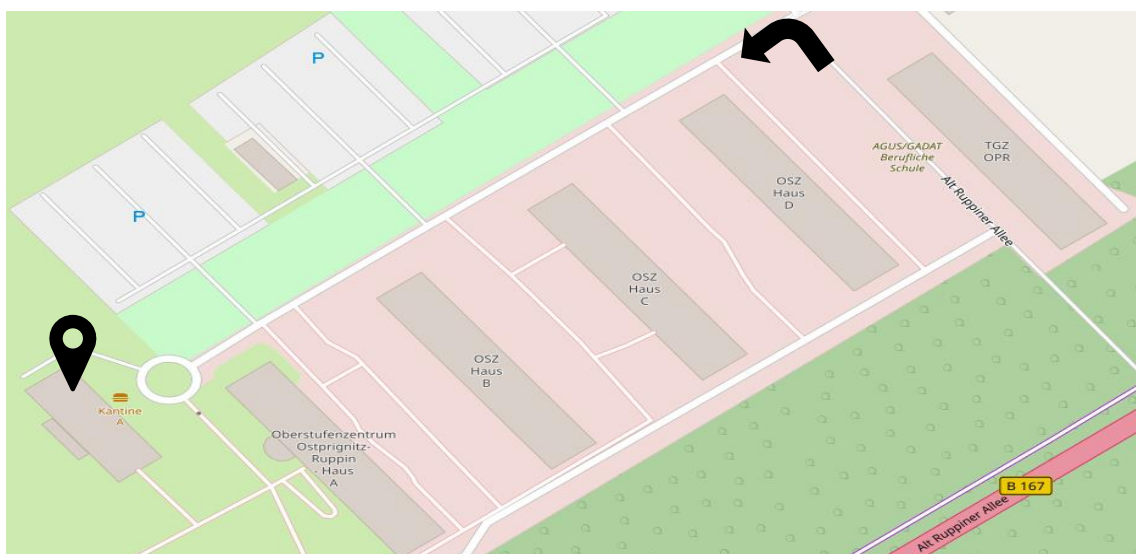 P
P
AGUS/GADAT
Berufliche
Schule
TGZ
OPR
Alt Ruppiner Allee
OSZ
Haus
D
OSZ
Haus
C
OSZ
Haus
B
Kantine
A
Oberstufenzentrum
Ostprignitz-
Ruppin
- Haus
A
B 167
Alt Ruppiner Allee